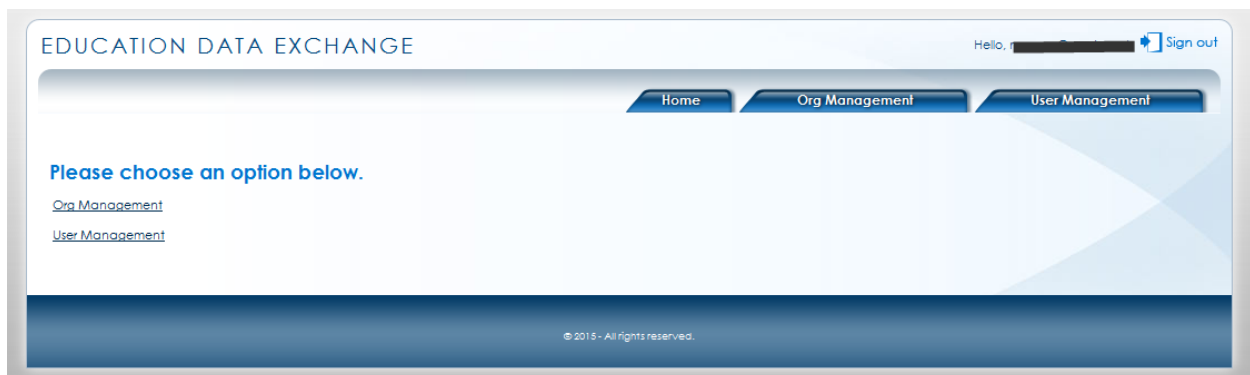 EDUCATION DATA EXCHANGE
Hello,
Sign out
Home Org Management User Management
Please choose an option below.
Org Management
User Management
© 2015 - All rights reserved.